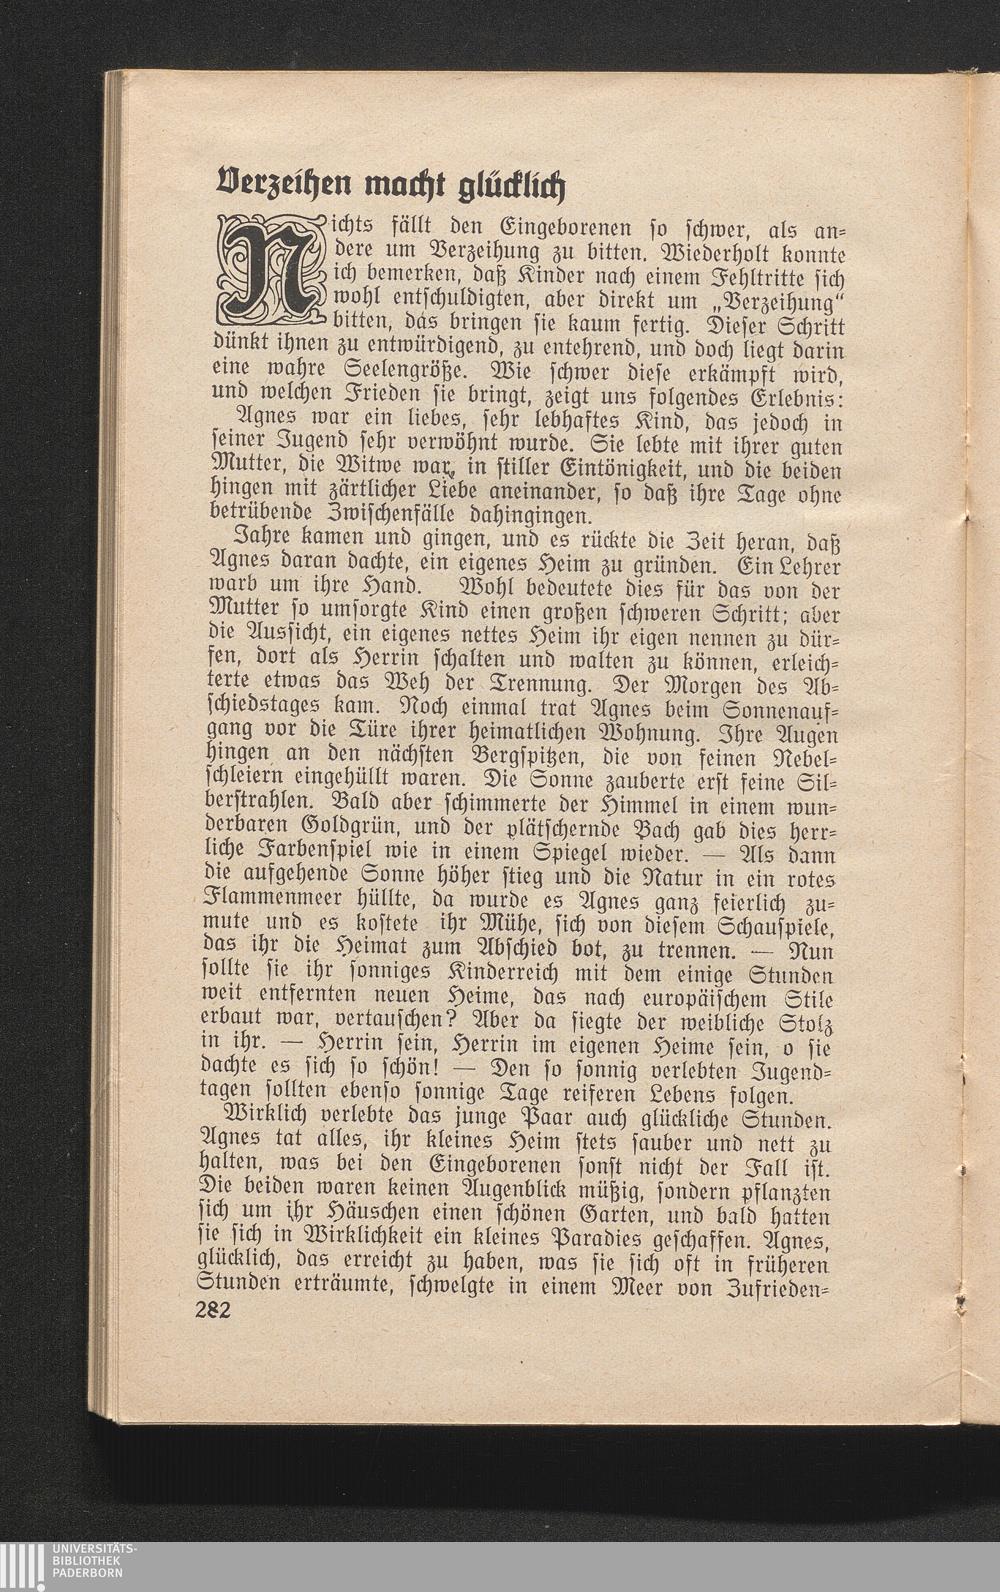 Verzeihen macht glücklich
Nichts fällt den Eingeborenen so schwer, als an-
dere um Verzeihung zu bitten. Wiederholt konnte
ich bemerken, daß Kinder nach einem Fehltritte sich
wohl entschuldigten, aber direkt um „Verzeihung“
bitten, das bringen sie kaum fertig. Dieser Schritt
dünkt ihnen zu entwürdigend, zu entehrend, und doch liegt darin
eine wahre Seelengröße. Wie schwer diese erkämpft wird,
und welchen Frieden sie bringt, zeigt uns folgendes Erlebnis:
Agnes war ein liebes, sehr lebhaftes Kind, das jedoch in
seiner Jugend sehr verwöhnt wurde. Sie lebte mit ihrer guten
Mutter, die Witwe war, in stiller Eintönigkeit, und die beiden
hingen mit zärtlicher Liebe aneinander, so daß ihre Tage ohne
betrübende Zwischenfälle dahingingen.
Jahre kamen und gingen, und es rückte die Zeit heran, daß
Agnes daran dachte, ein eigenes Heim zu gründen. Ein Lehrer
warb um ihre Hand. Wohl bedeutete dies für das von der
Mutter so umsorgte Kind einen großen schweren Schritt; aber
die Aussicht, ein eigenes nettes Heim ihr eigen nennen zu dür-
fen, dort als Herrin schalten und walten zu können, erleich-
terte etwas das Weh der Trennung. Der Morgen des Ab-
schiedstages kam. Noch einmal trat Agnes beim Sonnenauf-
gang vor die Türe ihrer heimatlichen Wohnung. Ihre Augen
hingen an den nächsten Bergspitzen, die von feinen Nebel-
schleiern eingehüllt waren. Die Sonne zauberte erst feine Sil-
berstrahlen. Bald aber schimmerte der Himmel in einem wun-
derbaren Goldgrün, und der plätschernde Bach gab dies herr-
liche Farbenspiel wie in einem Spiegel wieder. — Als dann
die aufgehende Sonne höher stieg und die Natur in ein rotes
Flammenmeer hüllte, da wurde es Agnes ganz feierlich zu-
mute und es kostete ihr Mühe, sich von diesem Schauspiele,
das ihr die Heimat zum Abschied bot, zu trennen. — Nun
sollte sie ihr sonniges Kinderreich mit dem einige Stunden
weit entfernten neuen Heime, das nach europäischem Stile
erbaut war, vertauschen? Aber da siegte der weibliche Stolz
in ihr. — Herrin sein, Herrin im eigenen Heime sein, o sie
dachte es sich so schön! — Den so sonnig verlebten Jugend-
tagen sollten ebenso sonnige Tage reiferen Lebens folgen.
Wirklich verlebte das junge Paar auch glückliche Stunden.
Agnes tat alles, ihr kleines Heim stets sauber und nett zu
halten, was bei den Eingeborenen sonst nicht der Fall ist.
Die beiden waren keinen Augenblick müßig, sondern pflanzten
sich um ihr Häuschen einen schönen Garten, und bald hatten
sie sich in Wirklichkeit ein kleines Paradies geschaffen. Agnes,
glücklich, das erreicht zu haben, was sie sich oft in früheren
Stunden erträumte, schwelgte in einem Meer von Zufrieden-
282
UNIVERSITÄTS-
BIBLIOTHEK
PADERBORN